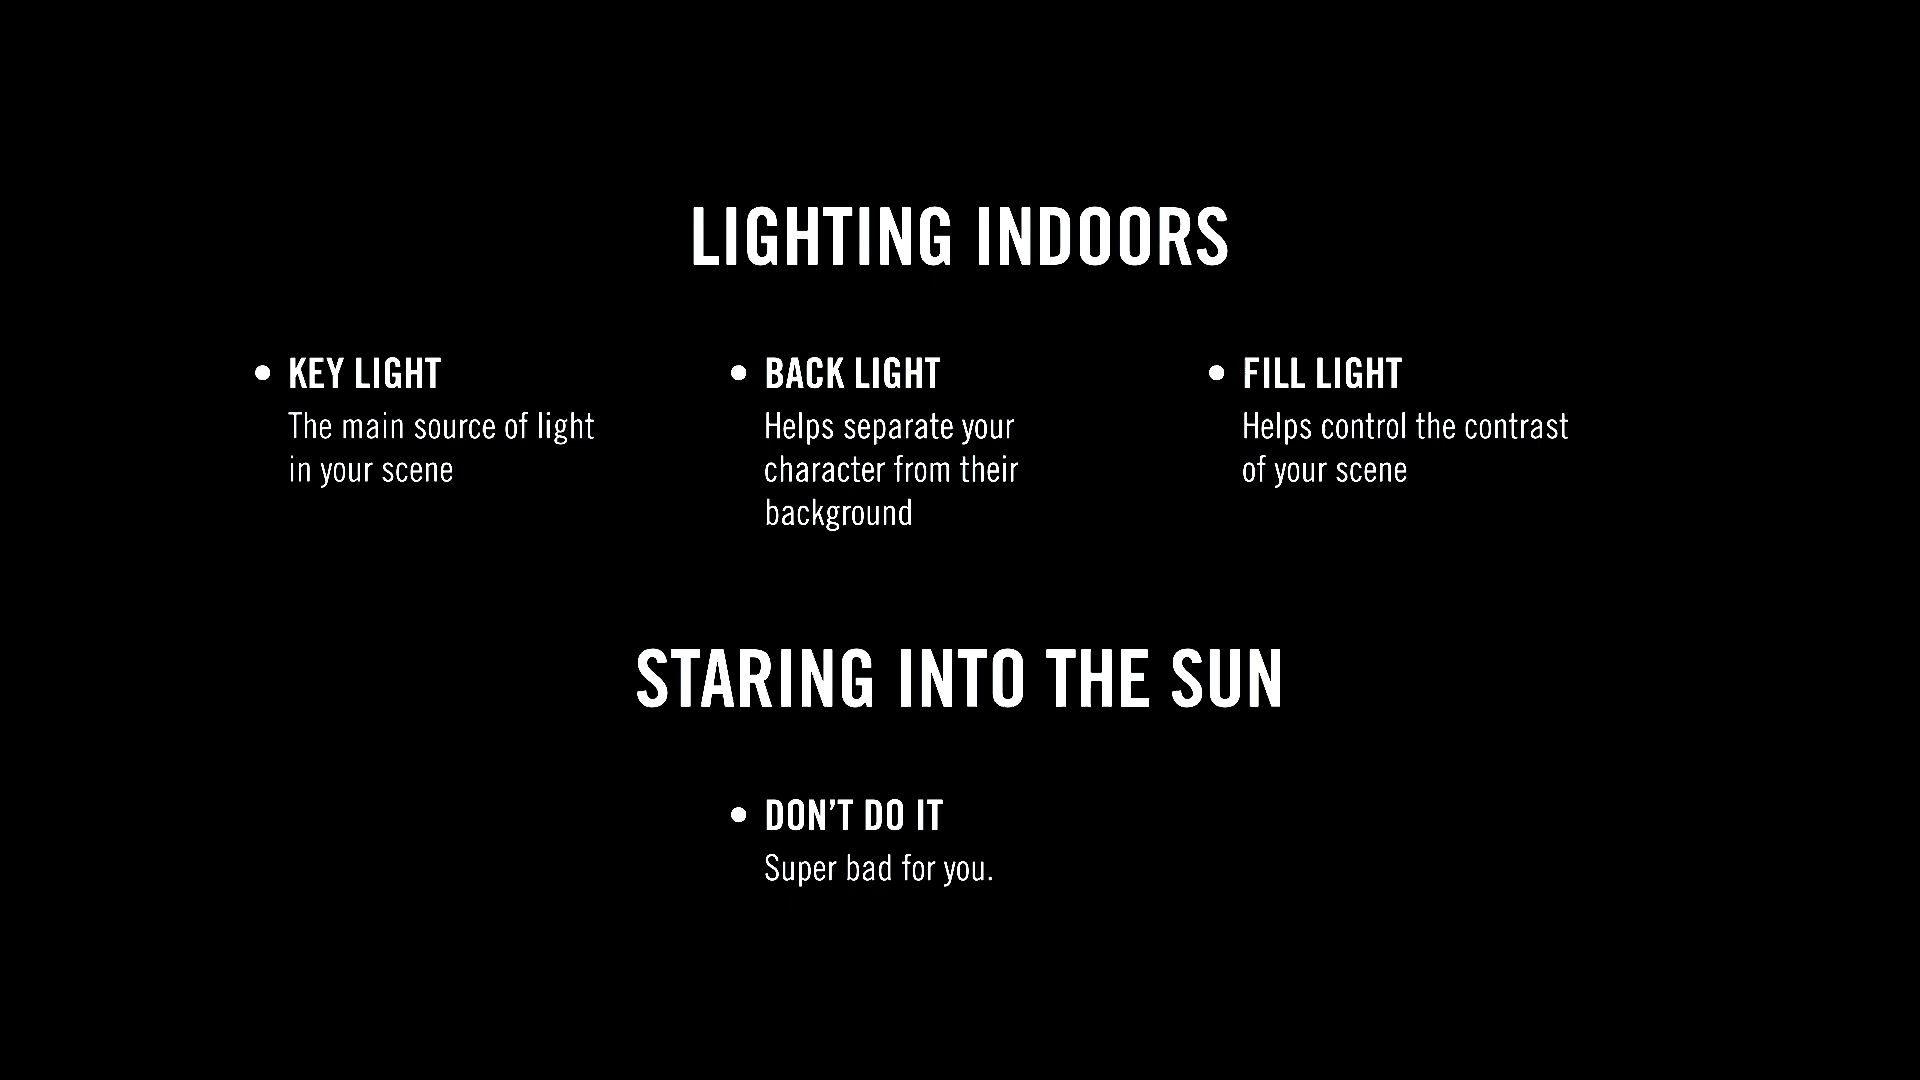 LIGHTING INDOORS
• KEY LIGHT
The main source of light
in your scene
• BACK LIGHT
Helps separate your
character from their
background
• FILL LIGHT
Helps control the contrast
of your scene
STARING INTO THE SUN
• DON’T DO IT
Super bad for you.